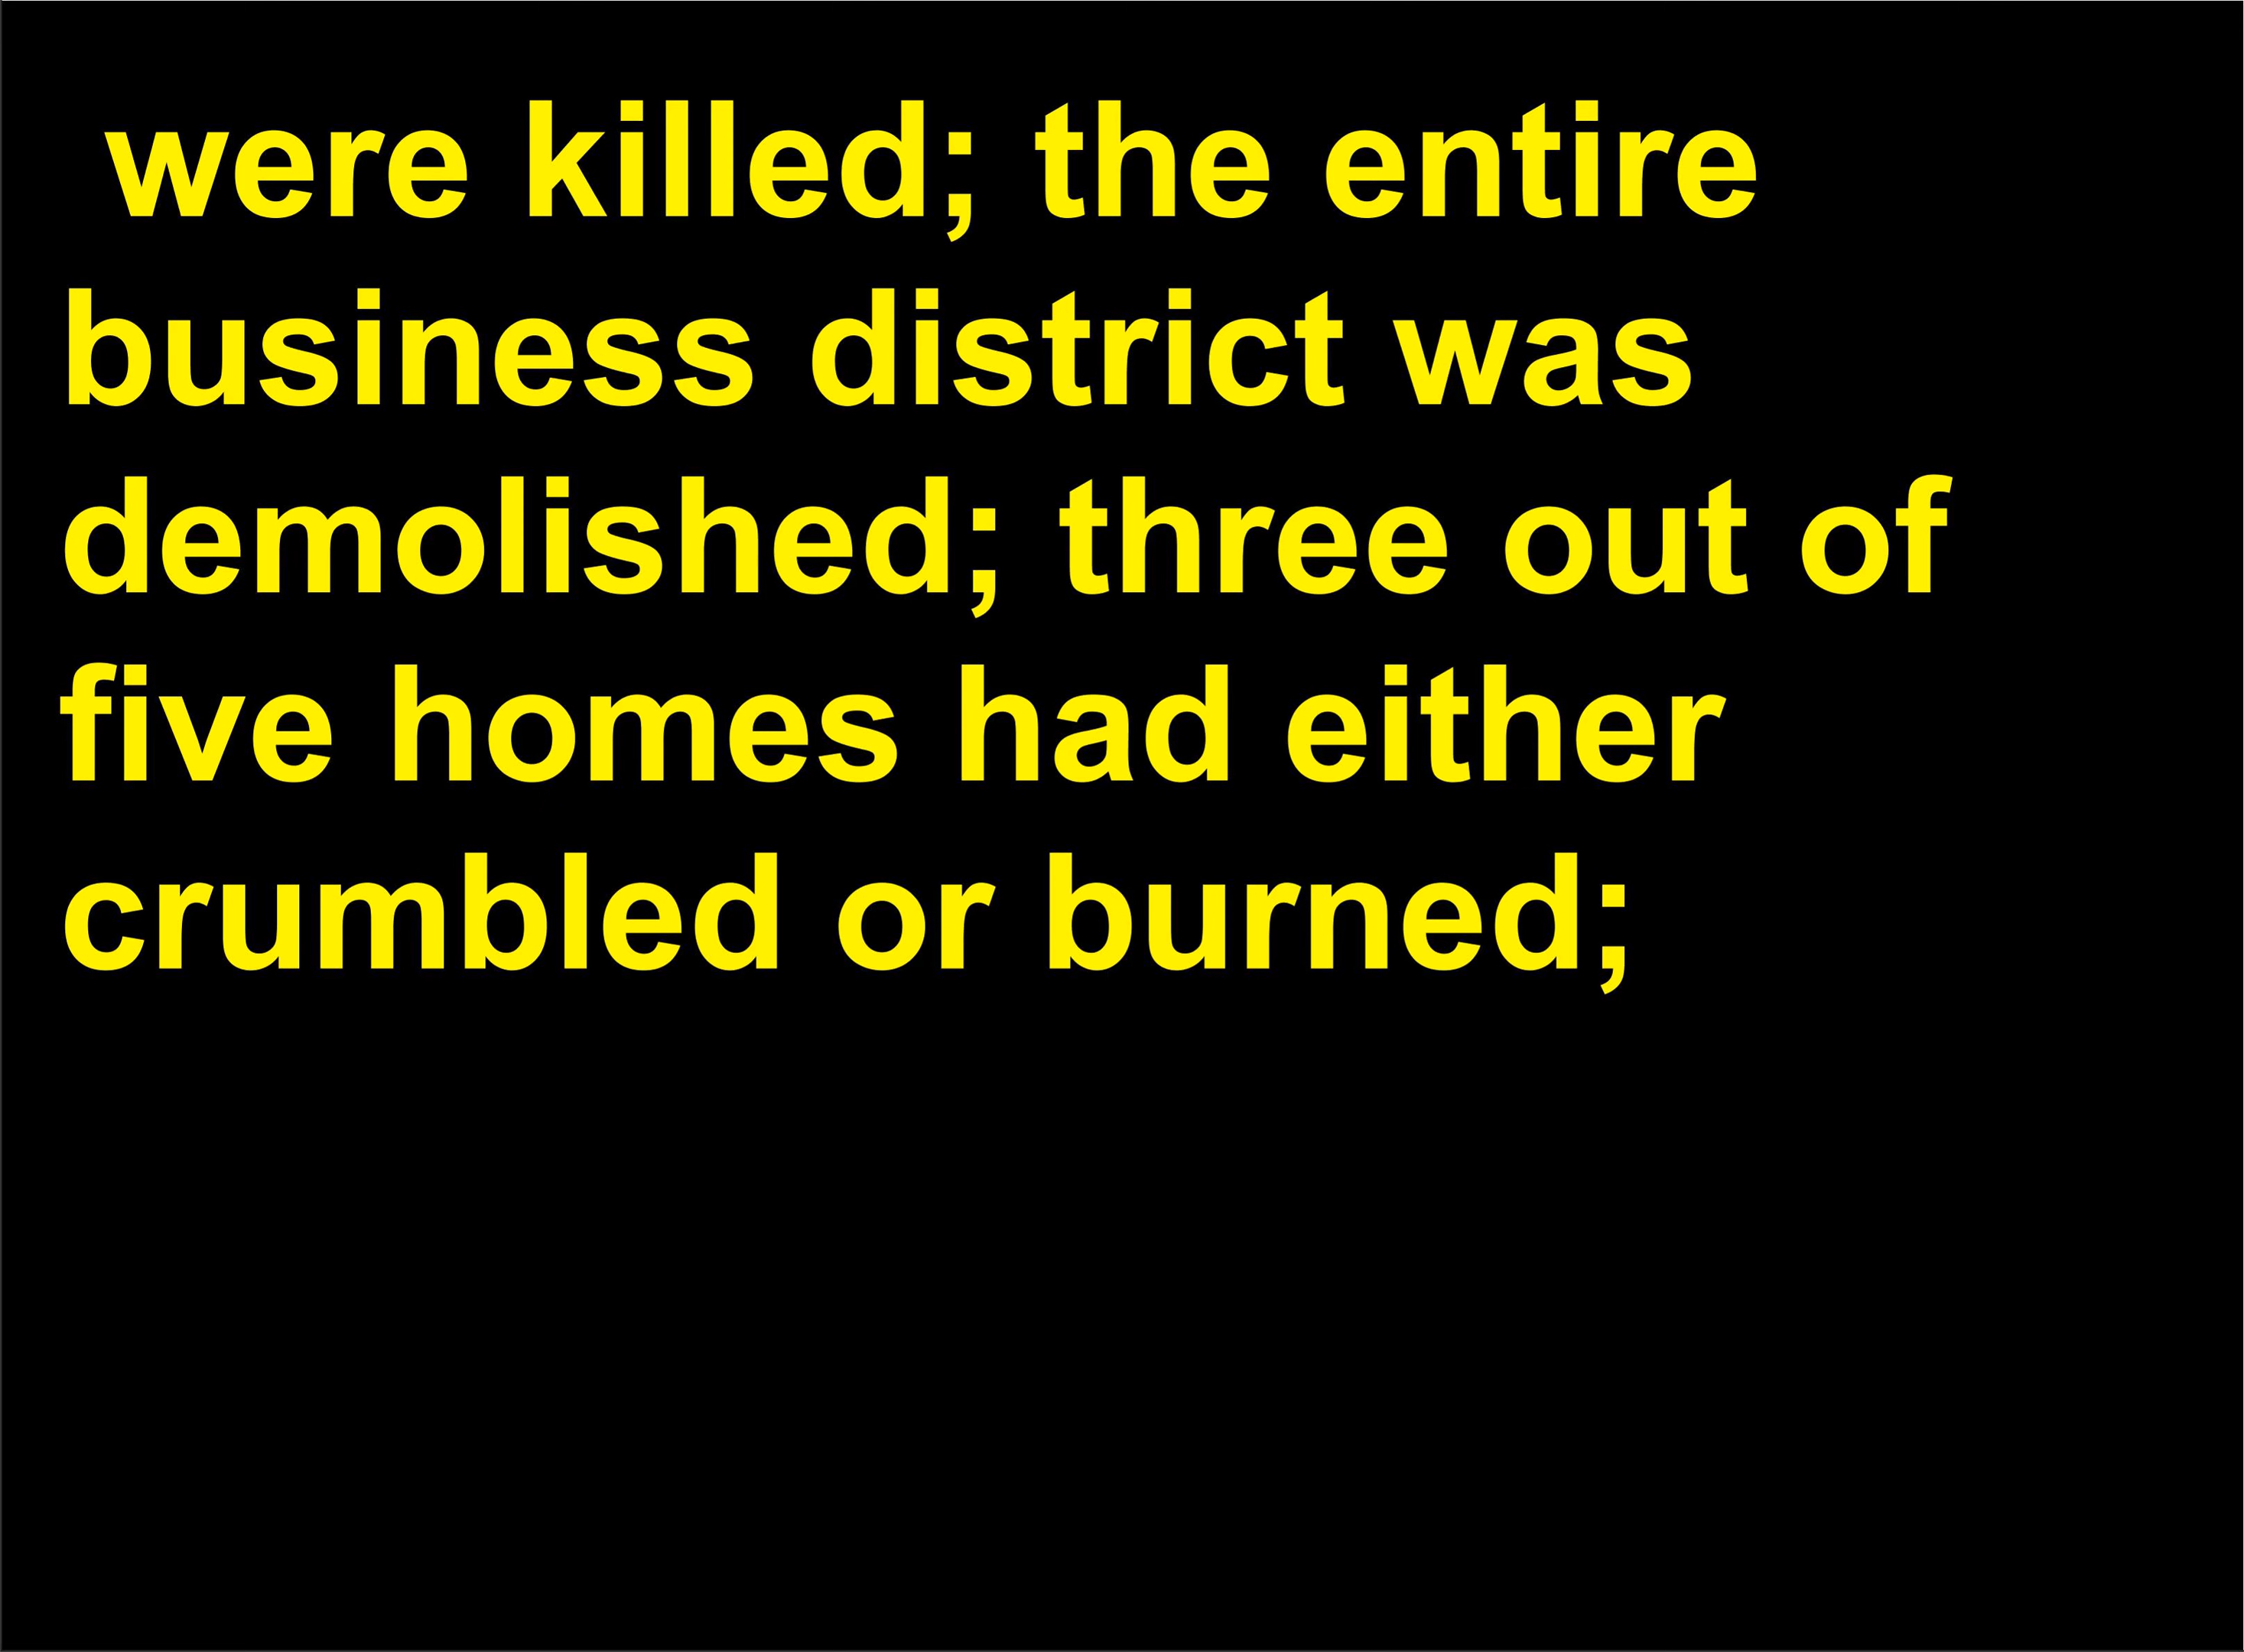 were killed; the entire
business district was
demolished; three out of
five homes had either
crumbled or burned;